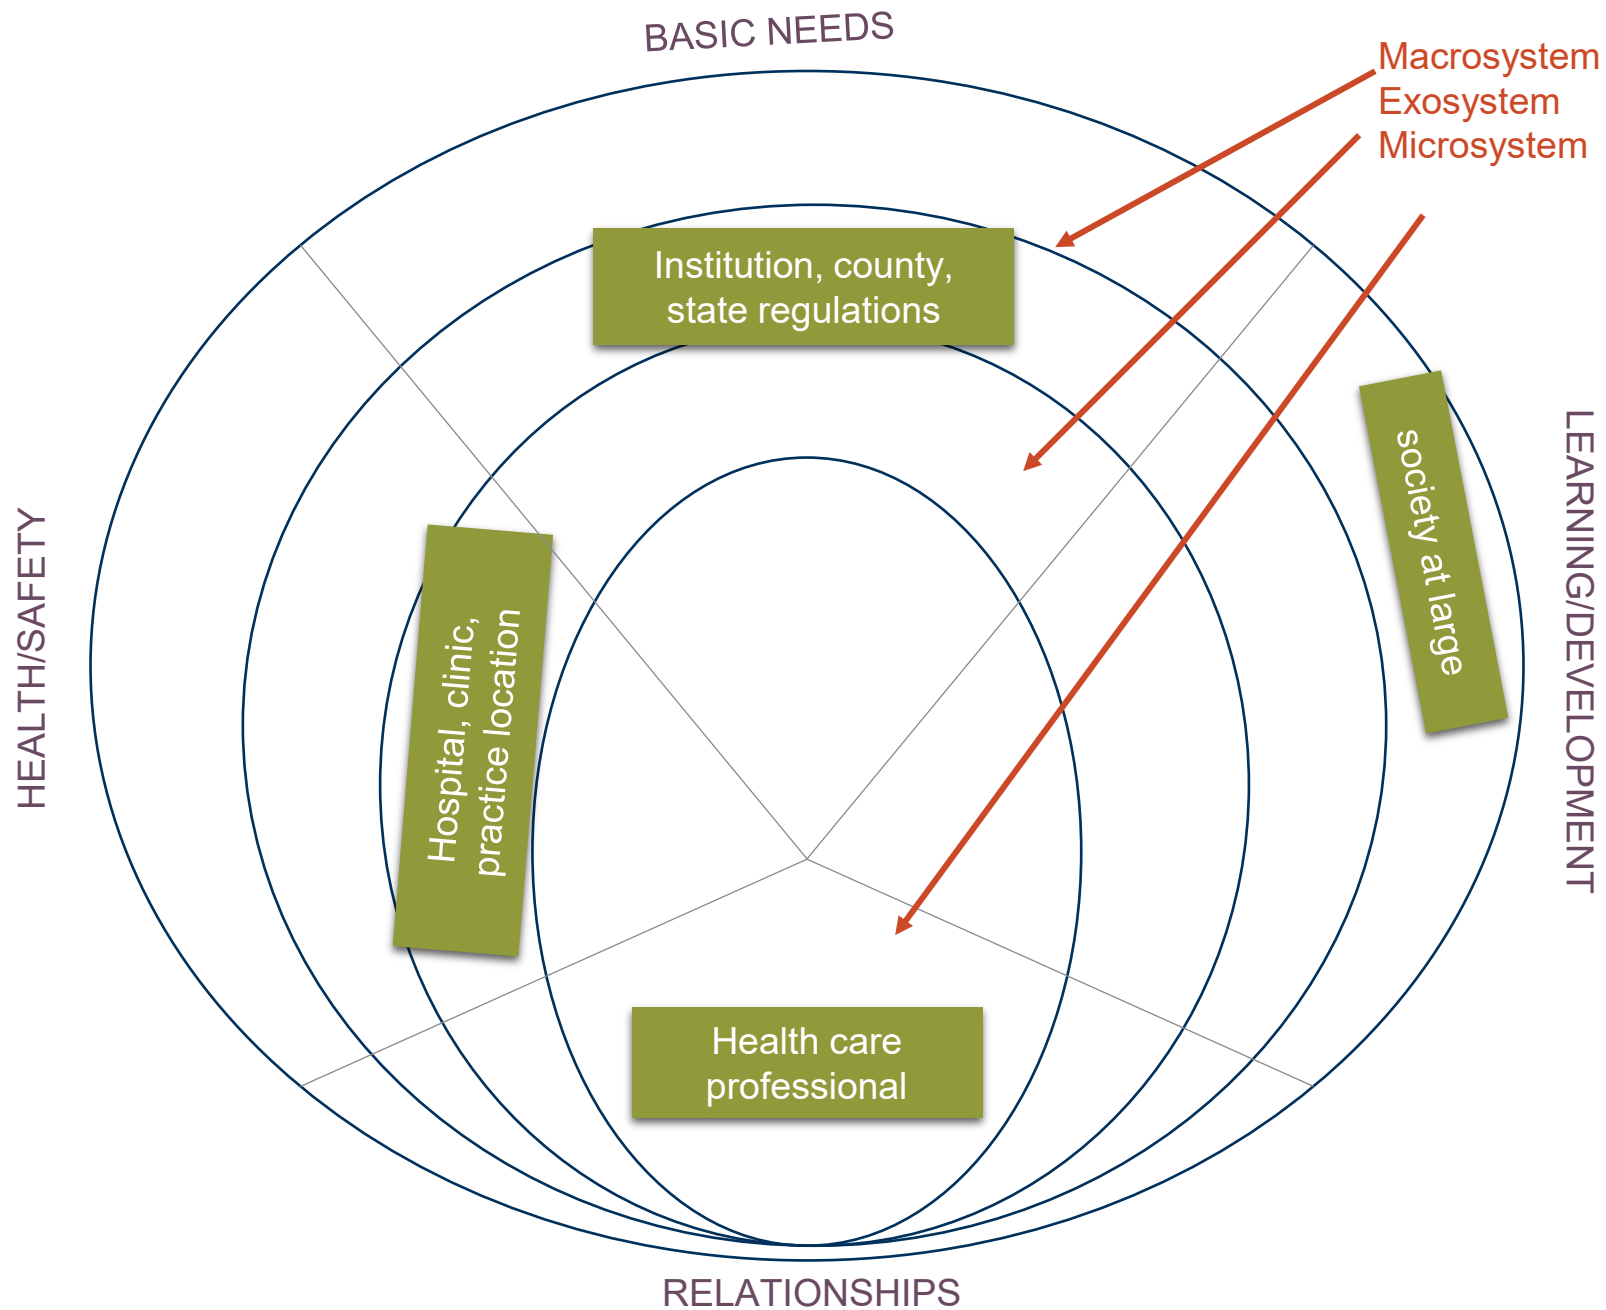 BASIC NEEDS
Macrosystem
Exosystem
Microsystem
Institution, county,
state regulations
society at large
LEARNING/DEVELOPMENT
HEALTH/SAFETY
Hospital, clinic,
practice location
Health care
professional
RELATIONSHIPS